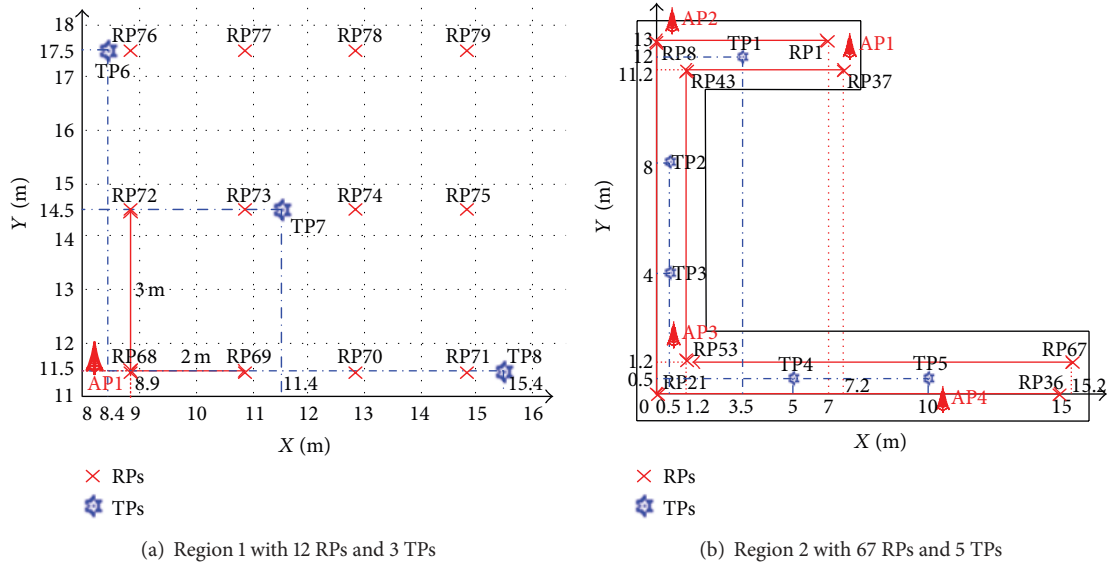 18
17.5
17
16
15
14.5
14
13
12
11.5
11
Y (m)
RP76 RP77 RP78 RP79
TP6
RP72 RP73 RP74 RP75
TP7
3 m
RP68 2 m RP69 RP70 RP71 TP8
AP1 8.9 11.4 15.4
8 8.4 9 10 11 12 13 14 15 16
X (m)
RPs
TPs
(a) Region 1 with 12 RPs and 3 TPs
AP2
13 RP8 TP1 RP1 AP1
12
11.2 RP43 RP37
8 TP2
Y (m)
4 TP3
AP3
1.2 RP53 RP67
0.5 TP4 TP5
RP21 7.2 RP36 15.2
AP4
0 0.5 1.2 3.5 5 7 10 15
X (m)
RPs
TPs
(b) Region 2 with 67 RPs and 5 TPs